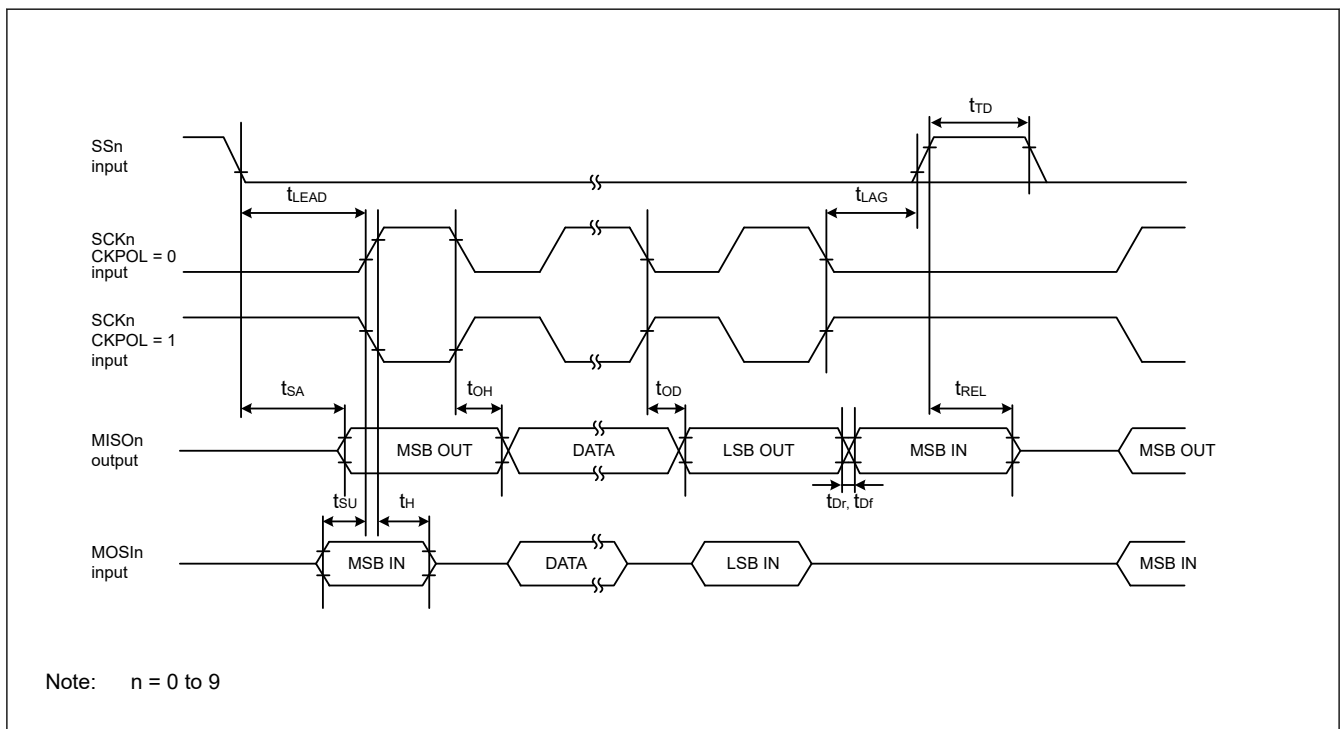 tTD
SSn
input
tLEAD
tLAG
SCKn
CKPOL = 0
input
SCKn
CKPOL = 1
input
tSA
tOH
tOD
tREL
MISOn
output
MSB OUT
DATA
LSB OUT
MSB IN
MSB OUT
tSU
tH
tDr, tDf
MOSIn
input
MSB IN
DATA
LSB IN
MSB IN
Note: n = 0 to 9